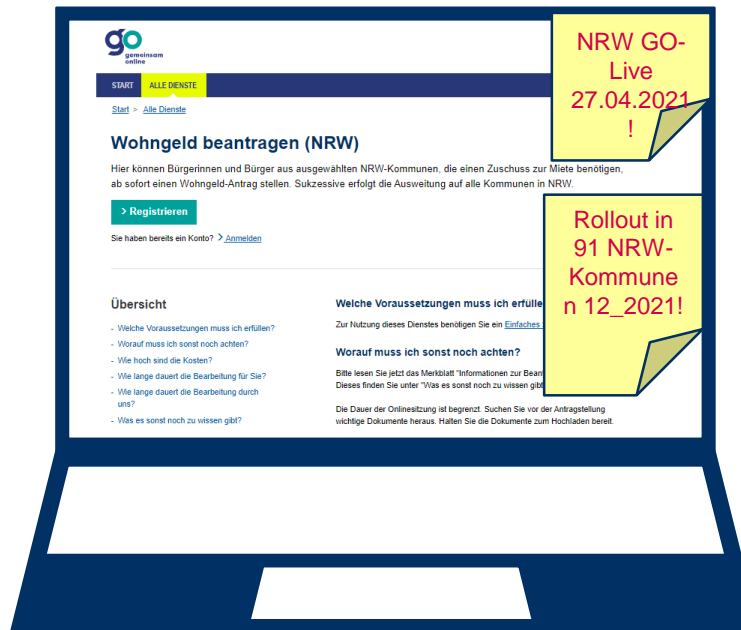 go
gemeinsam
online
START ALLE DIENSTE
Start > Alle Dienste
Wohngeld beantragen (NRW)
Hier können Bürgerinnen und Bürger aus ausgewählten NRW-Kommunen, die einen Zuschuss zur Miete benötigen,
ab sofort einen Wohngeld-Antrag stellen. Sukzessive erfolgt die Ausweitung auf alle Kommunen in NRW.
> Registrieren
Sie haben bereits ein Konto? > Anmelden
Übersicht
- Welche Voraussetzungen muss ich erfüllen?
- Worauf muss ich sonst noch achten?
- Wie hoch sind die Kosten?
- Wie lange dauert die Bearbeitung für Sie?
- Wie lange dauert die Bearbeitung durch
uns?
- Was es sonst noch zu wissen gibt?
Welche Voraussetzungen muss ich erfülle
Zur Nutzung dieses Dienstes benötigen Sie ein Einfaches
Worauf muss ich sonst noch achten?
Bitte lesen Sie jetzt das Merkblatt "Informationen zur Bean
Dieses finden Sie unter "Was es sonst noch zu wissen gibt
Die Dauer der Onlinesitzung ist begrenzt. Suchen Sie vor der Antragstellung
wichtige Dokumente heraus. Halten Sie die Dokumente zum Hochladen bereit.
NRW GO-
Live
27.04.2021
!
Rollout in
91 NRW-
Kommune
n 12_2021!